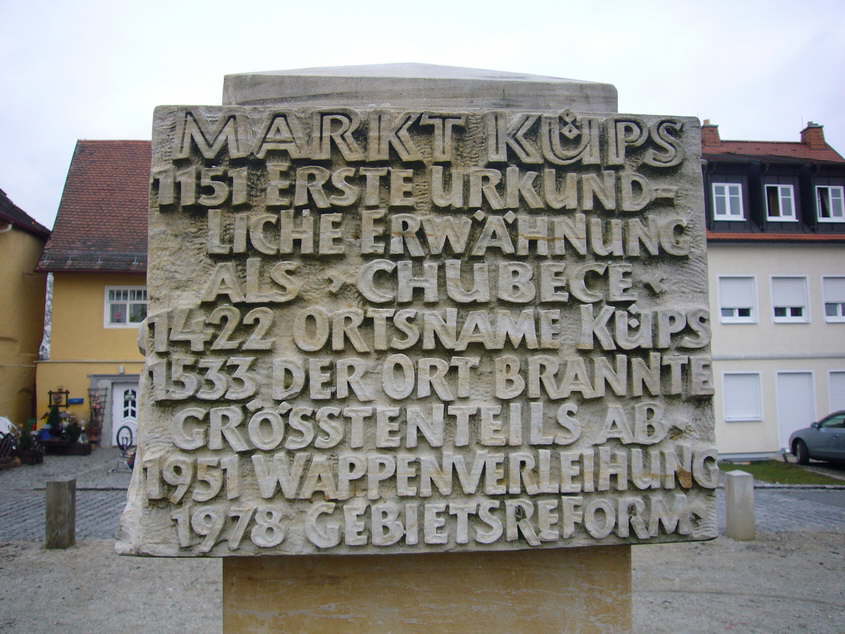 MARKT KÜPS
1151 ERSTE URKUND-
LICHE ERWÄHNUNG
ALS >CHUBECE<
1422 ORTSNAME KÜPS
1533 DER ORT BRANNTE
GRÖSSTENTEILS AB
1951 WAPPENVERLEIHUNG
1978 GEBIETSREFORM